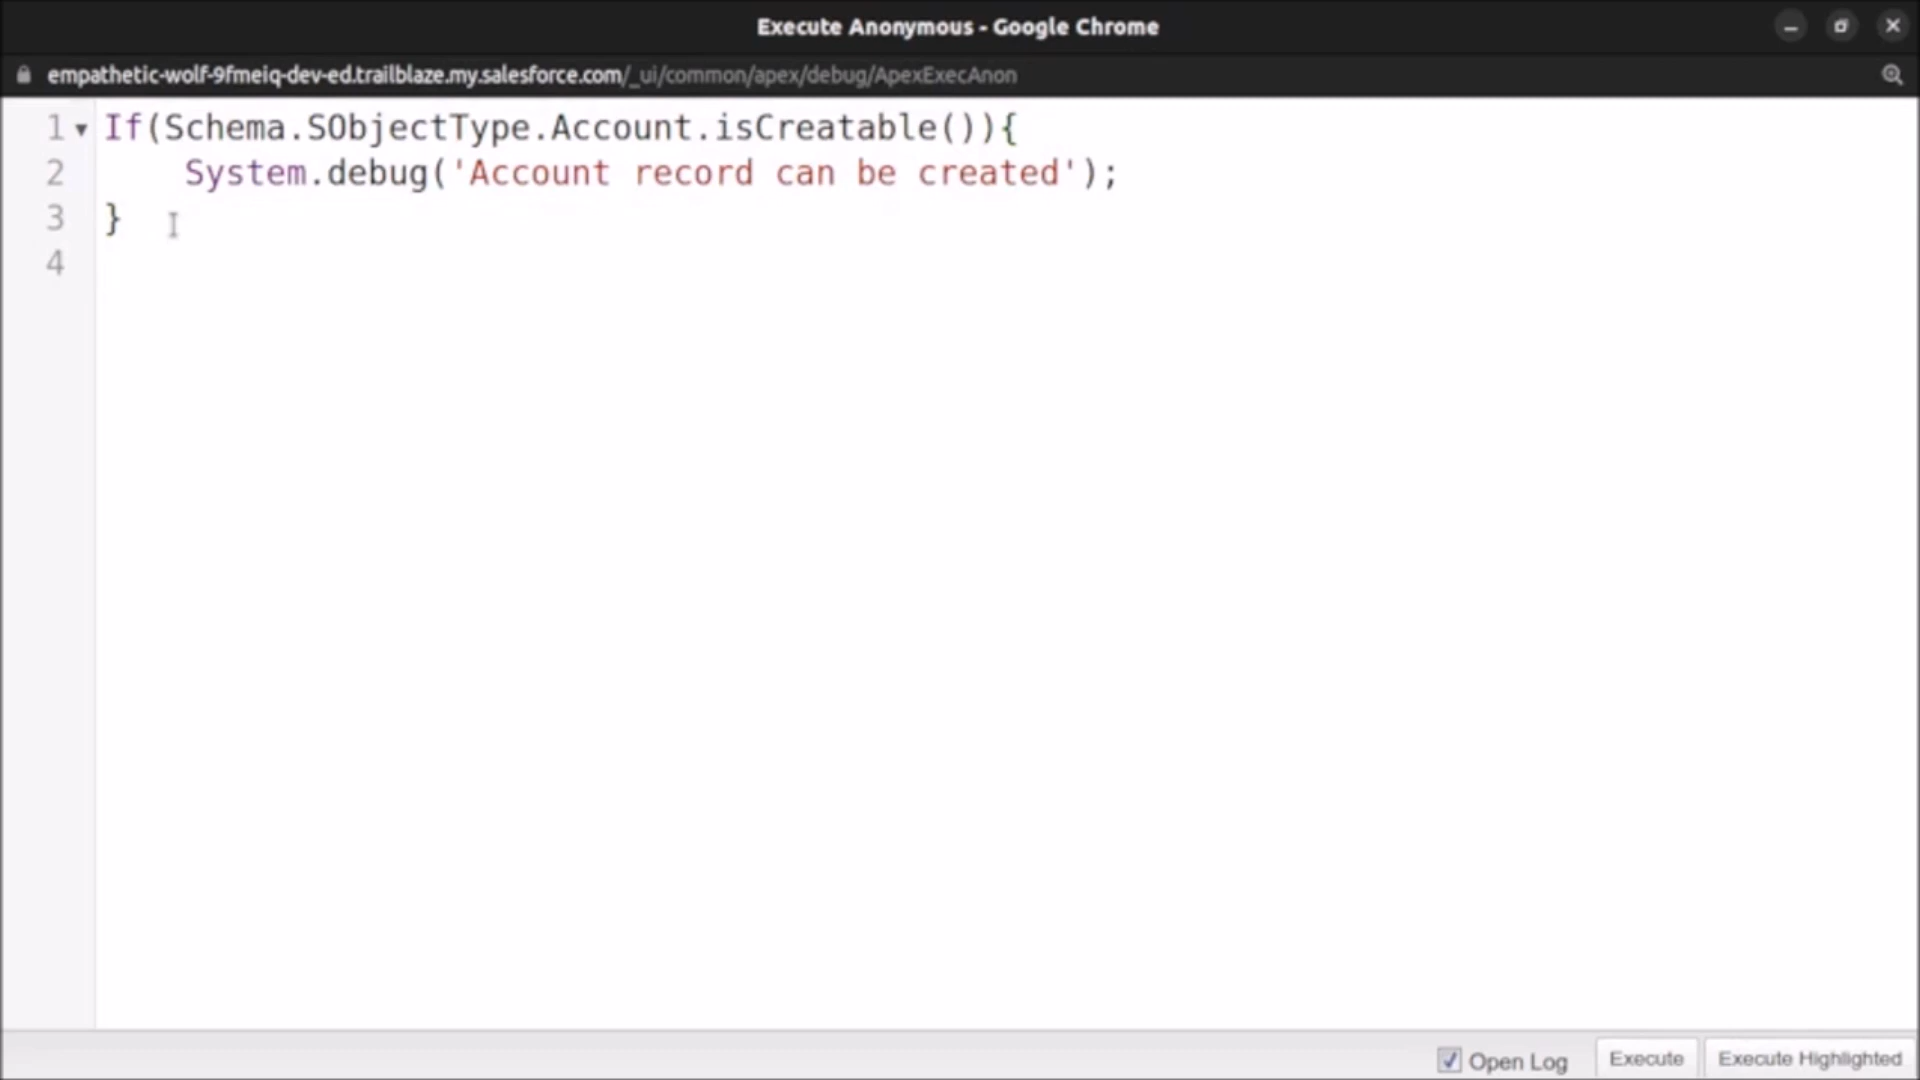 Execute Anonymous - Google Chrome
empathetic-wolf-9fmeiq-dev-ed.trailblaze.my.salesforce.com/_ui/common/apex/debug/ApexExecAnon
1 If(Schema.SObjectType.Account.isCreatable()){
2 System.debug('Account record can be created');
3 }
4
Open Log Execute Execute Highlighted